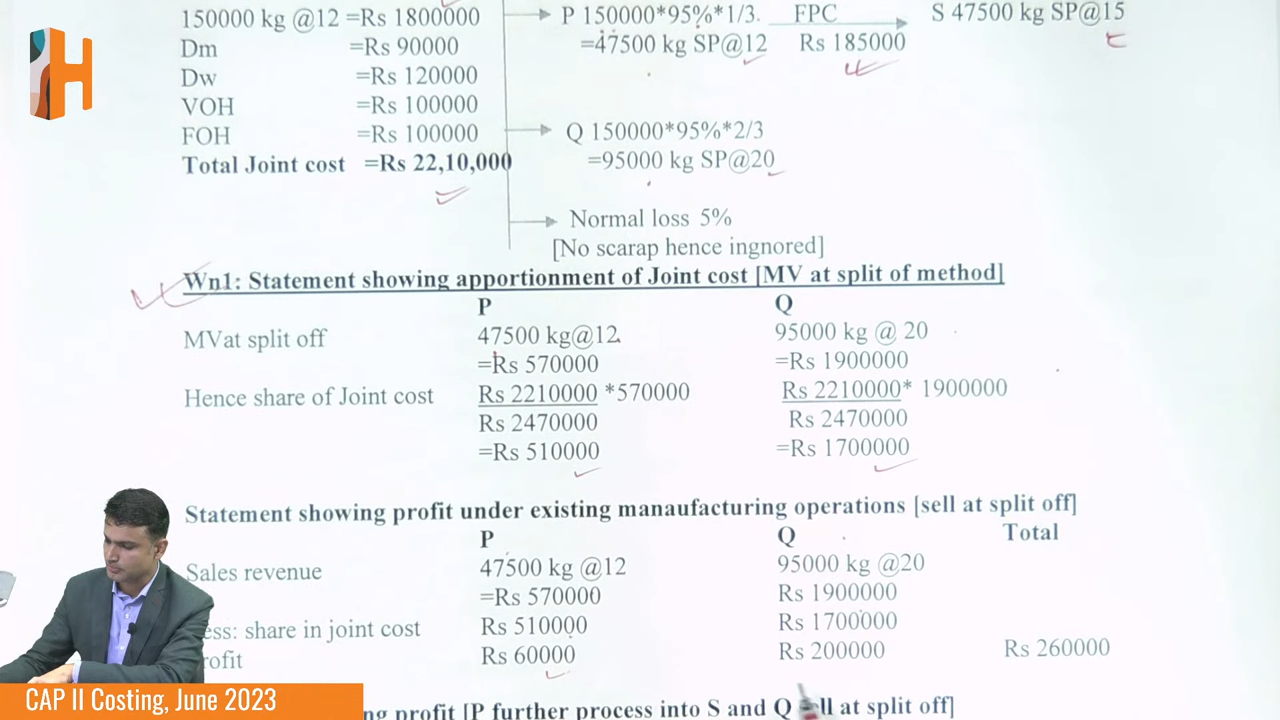 150000 kg @12 =Rs 1800000
Dm =Rs 90000
Dw =Rs 120000
VOH =Rs 100000
FOH =Rs 100000
Total Joint cost =Rs 22,10,000
P 150000*95%*1/3. FPC S 47500 kg SP@15
=47500 kg SP@12 Rs 185000
Q 150000*95%*2/3
=95000 kg SP@20
Normal loss 5%
[No scarap hence ingnored]
Wn1: Statement showing apportionment of Joint cost [MV at split of method]
P Q
MVat split off 47500 kg@12 95000 kg @ 20
=Rs 570000 =Rs 1900000
Hence share of Joint cost Rs 2210000 *570000 Rs 2210000* 1900000
Rs 2470000 Rs 2470000
=Rs 510000 =Rs 1700000
Statement showing profit under existing manaufacturing operations [sell at split off]
P Q Total
Sales revenue 47500 kg @12 95000 kg @20
=Rs 570000 Rs 1900000
ess: share in joint cost Rs 510000 Rs 1700000
rofit Rs 60000 Rs 200000 Rs 260000
ng profit [P further process into S and Q ll at split off]
H
CAP II Costing, June 2023